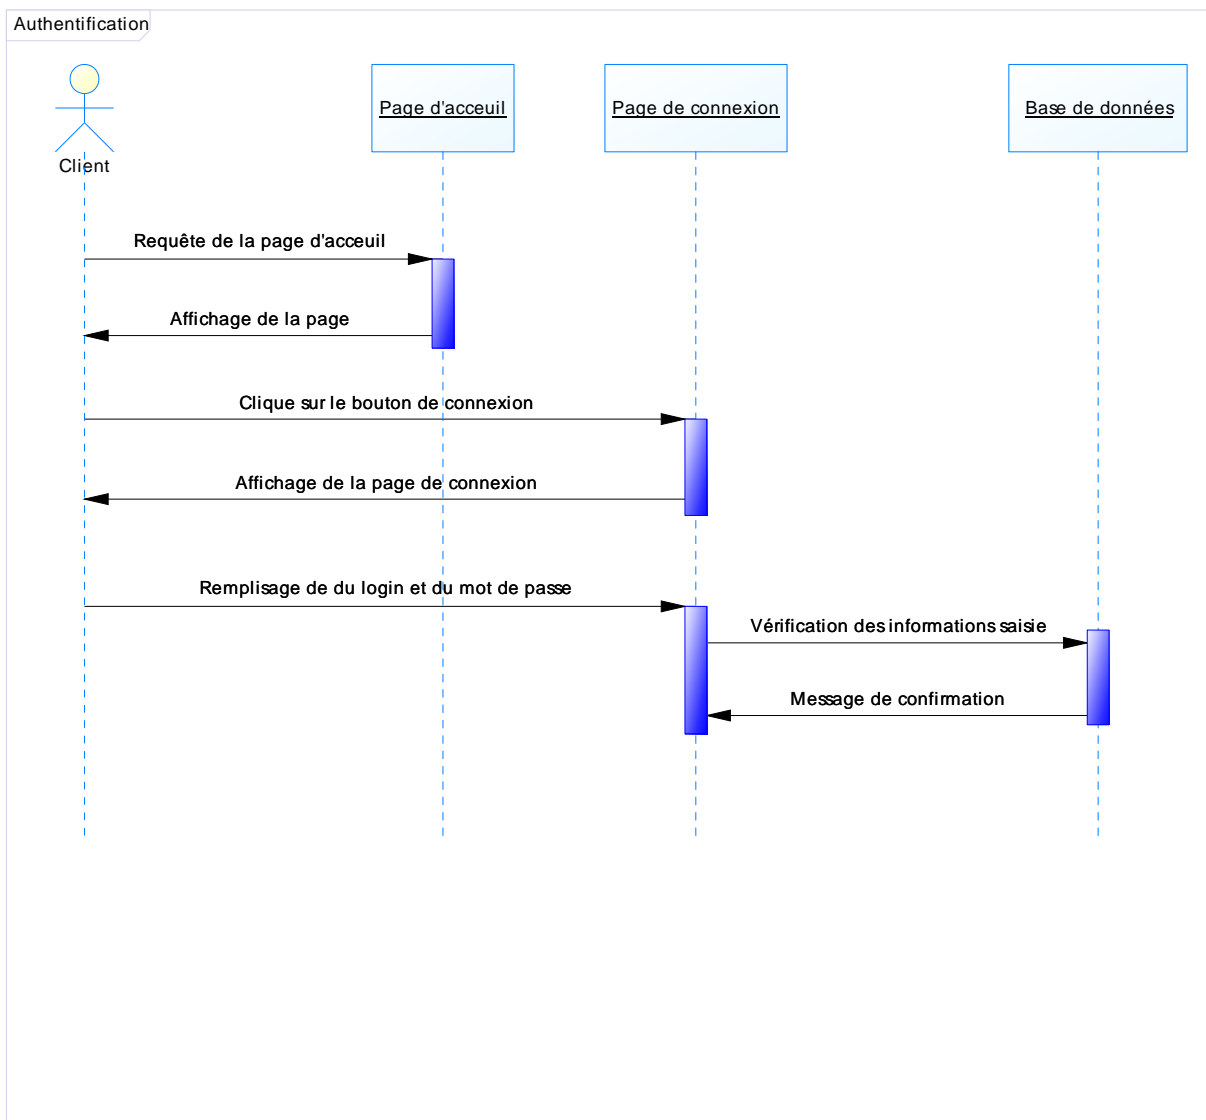 Authentification
Client
Page d'acceuil
Page de connexion
Base de données
Requête de la page d'acceuil
Affichage de la page
Clique sur le bouton de connexion
Affichage de la page de connexion
Remplisage de du login et du mot de passe
Vérification des informations saisie
Message de confirmation